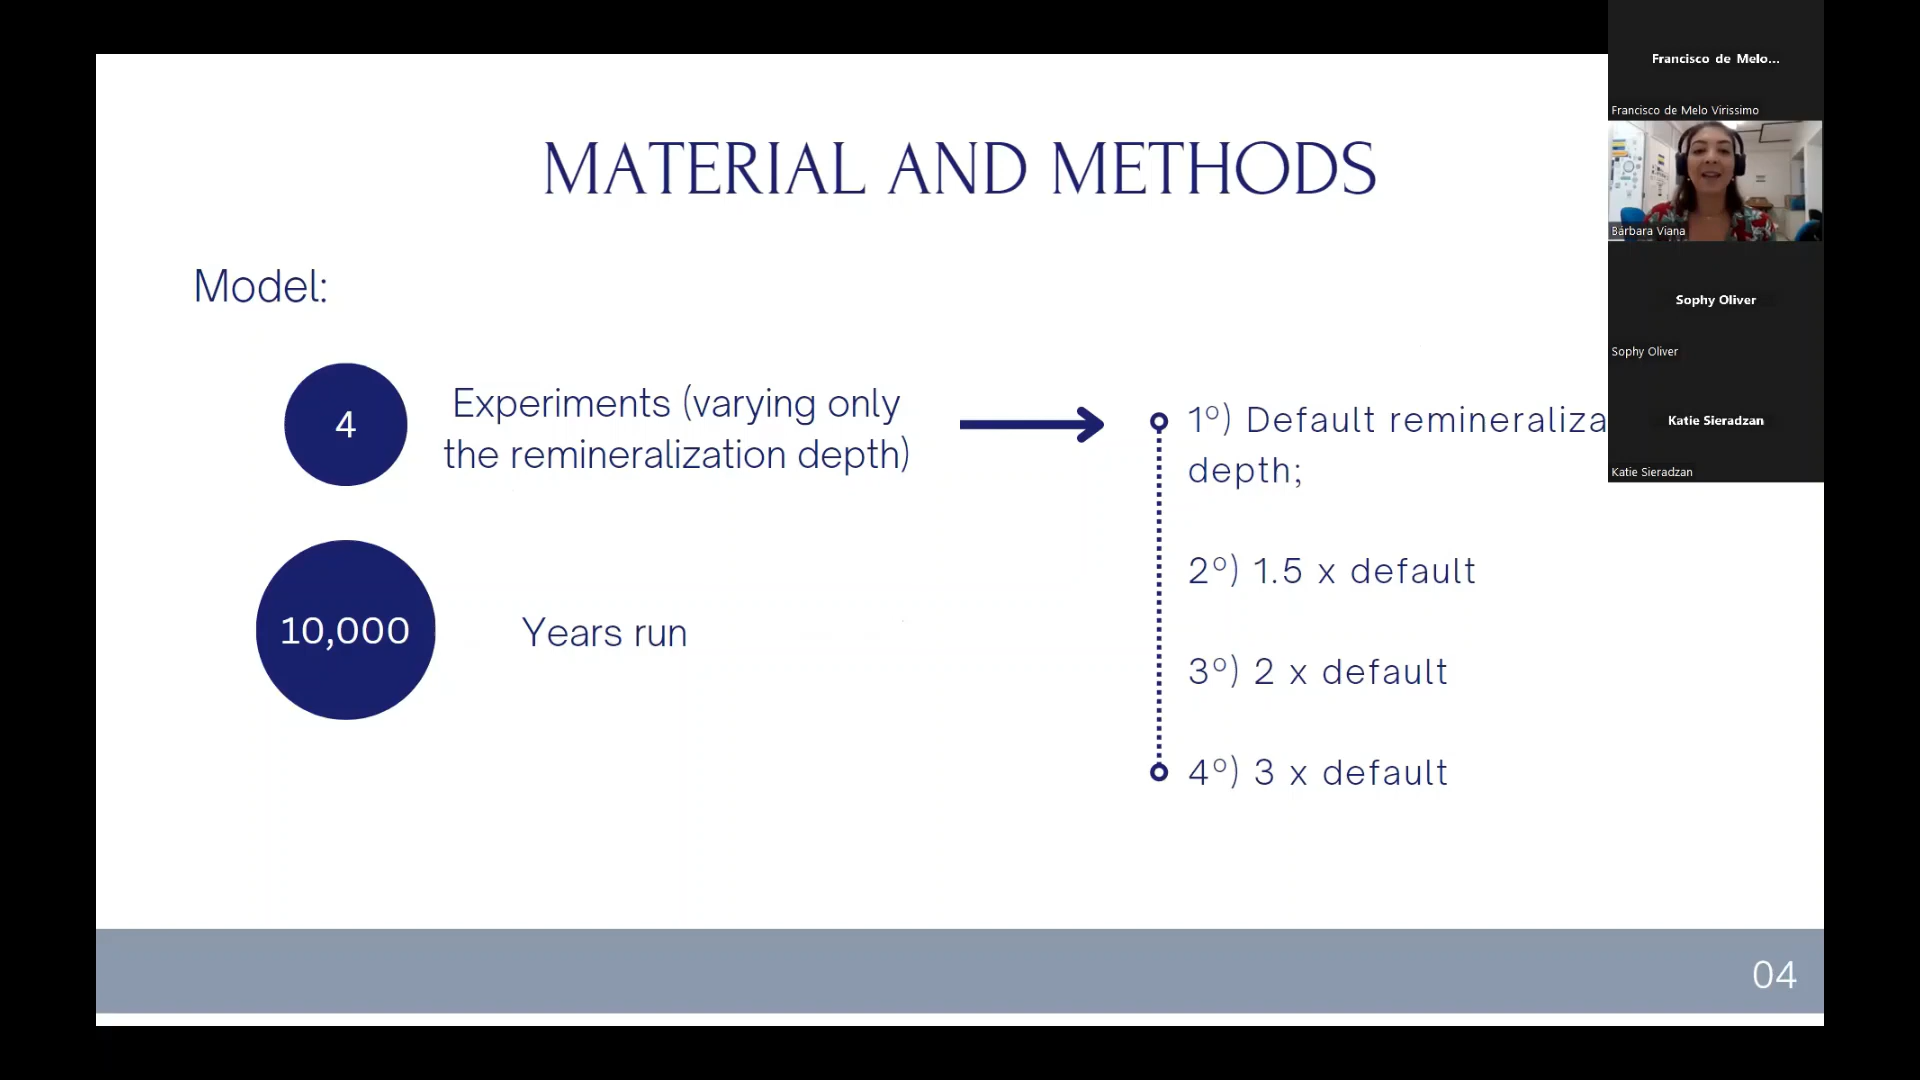 MATERIAL AND METHODS
Model:
4
Experiments (varying only
the remineralization depth)
10,000
Years run
1º) Default remineraliza
depth;
2º) 1.5 x default
3º) 2 x default
4º) 3 x default
04
Francisco de Melo...
Francisco de Melo Virissimo
Bárbara Viana
Sophy Oliver
Sophy Oliver
Katie Sieradzan
Katie Sieradzan